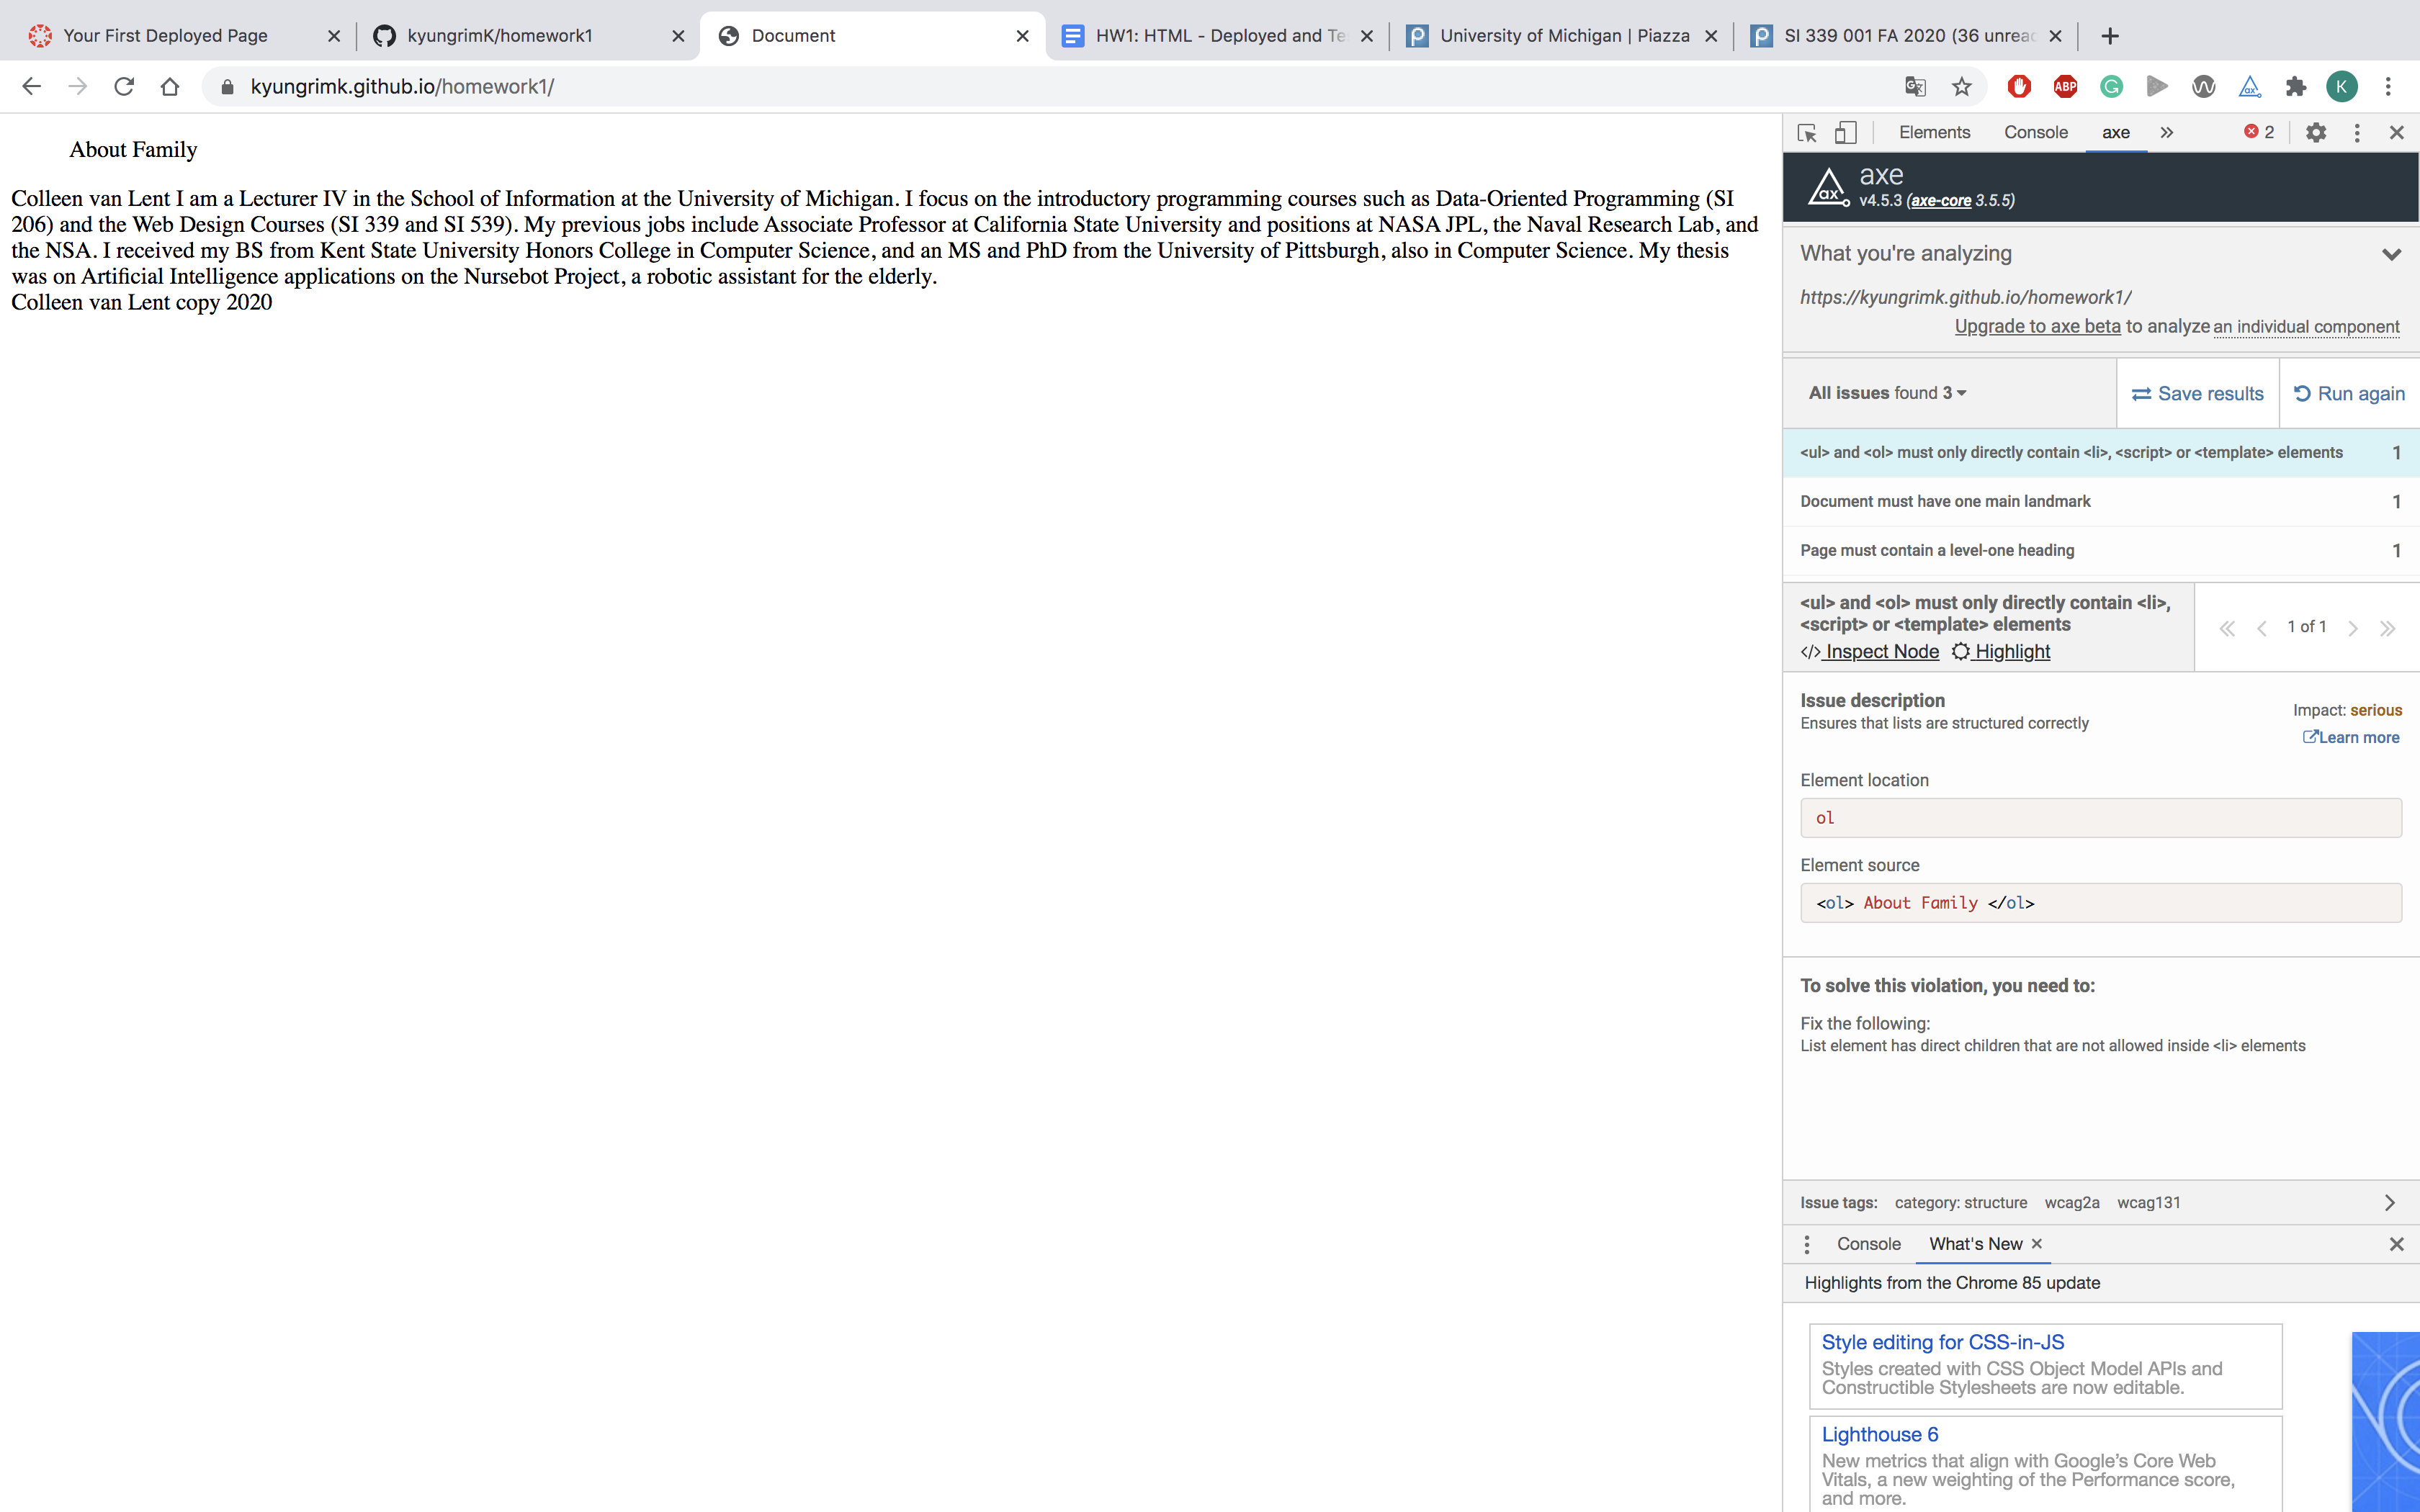 Your First Deployed Page
kyungrimK/homework1
Document
HW1: HTML - Deployed and Te
University of Michigan | Piazza
SI 339 001 FA 2020 (36 unrea
kyungrimk.github.io/homework1/
ABP
K
About Family
Colleen van Lent I am a Lecturer IV in the School of Information at the University of Michigan. I focus on the introductory programming courses such as Data-Oriented Programming (SI
206) and the Web Design Courses (SI 339 and SI 539). My previous jobs include Associate Professor at California State University and positions at NASA JPL, the Naval Research Lab, and
the NSA. I received my BS from Kent State University Honors College in Computer Science, and an MS and PhD from the University of Pittsburgh, also in Computer Science. My thesis
was on Artificial Intelligence applications on the Nursebot Project, a robotic assistant for the elderly.
Colleen van Lent copy 2020
Elements Console axe 2
ax axe
v4.5.3 (axe-core 3.5.5)
What you're analyzing
https://kyungrimk.github.io/homework1/
Upgrade to axe beta to analyze an individual component
All issues found 3
Save results
Run again
<ul> and <ol> must only directly contain <li>, <script> or <template> elements 1
Document must have one main landmark 1
Page must contain a level-one heading 1
<ul> and <ol> must only directly contain <li>,
<script> or <template> elements
</> Inspect Node Highlight
1 of 1
Issue description
Ensures that lists are structured correctly
Impact: serious
Learn more
Element location
ol
Element source
<ol> About Family </ol>
To solve this violation, you need to:
Fix the following:
List element has direct children that are not allowed inside <li> elements
Issue tags: category: structure wcag2a wcag131
Console What's New
Highlights from the Chrome 85 update
Style editing for CSS-in-JS
Styles created with CSS Object Model APIs and
Constructible Stylesheets are now editable.
Lighthouse 6
New metrics that align with Google's Core Web
Vitals, a new weighting of the Performance score,
and more.